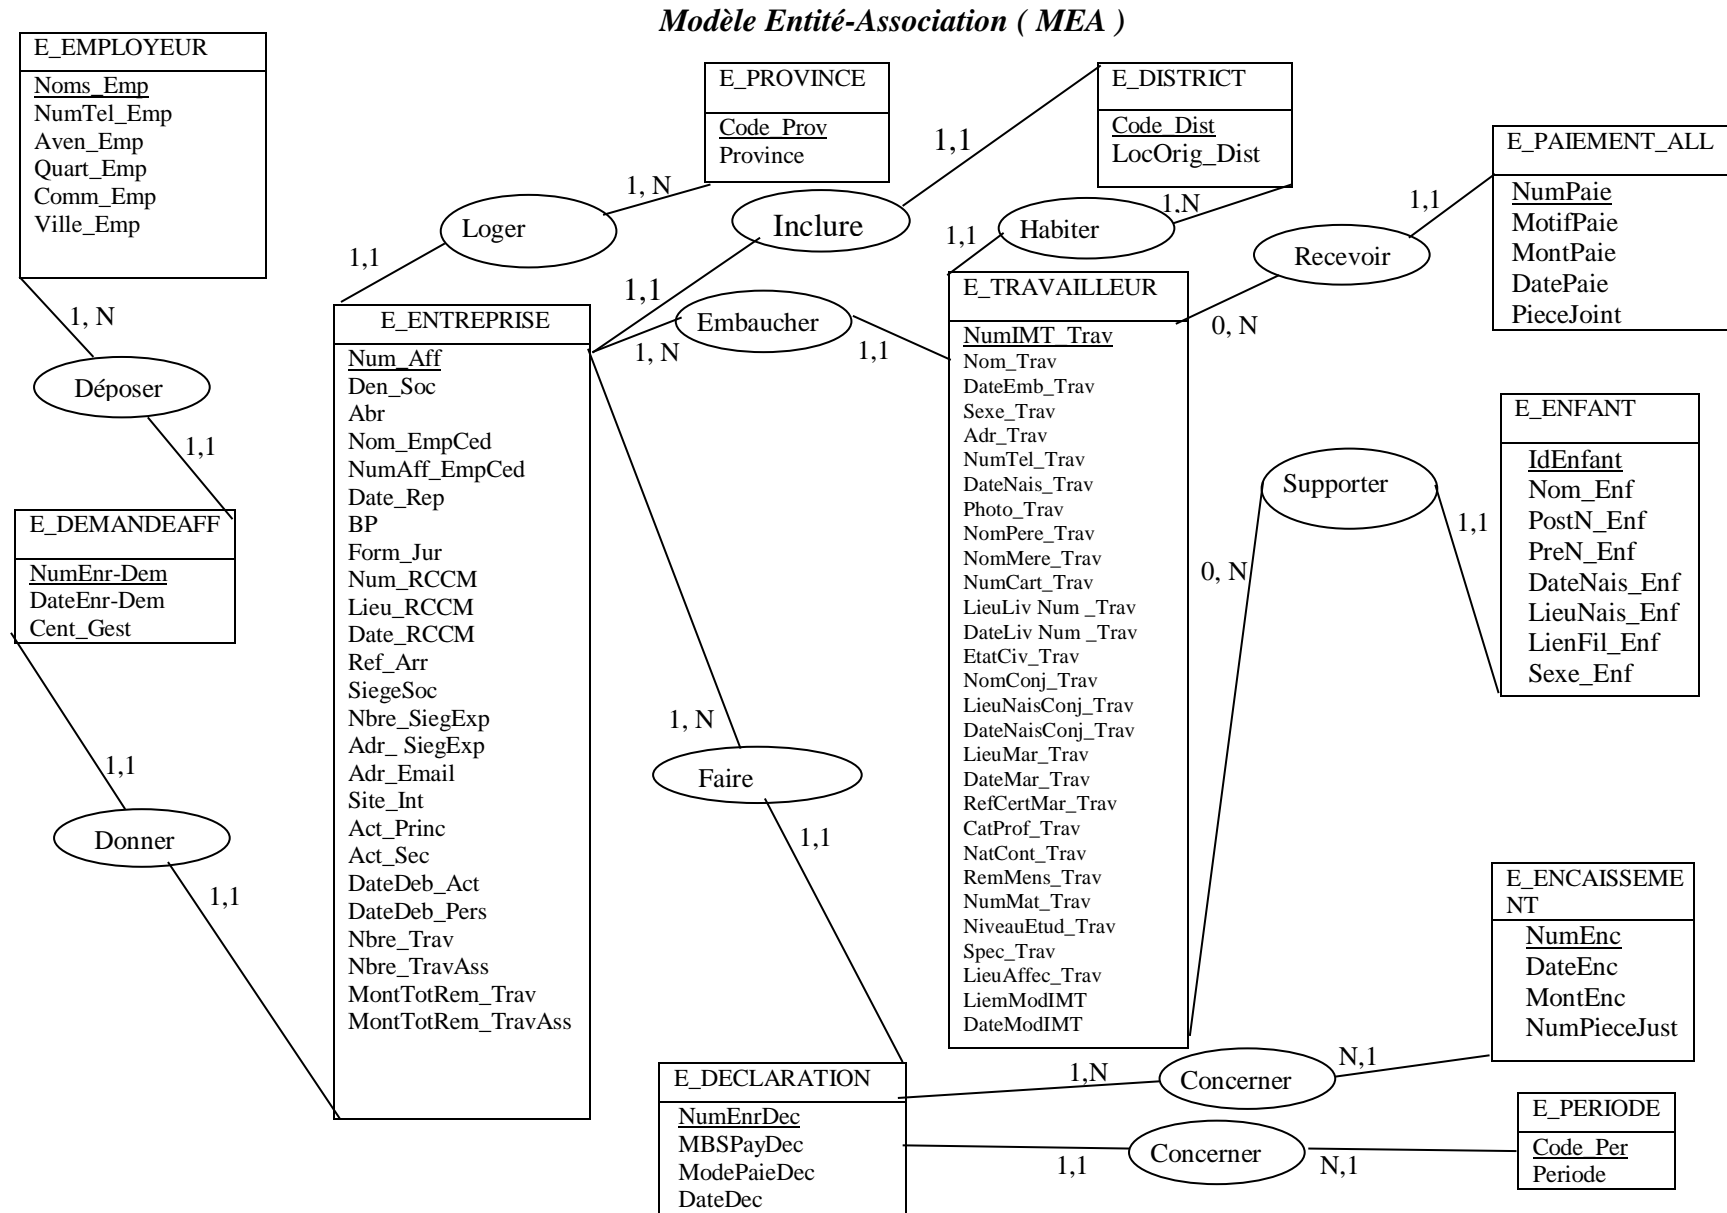 Modèle Entité-Association ( MEA )
E_EMPLOYEUR
Noms_Emp
NumTel_Emp
Aven_Emp
Quart_Emp
Comm_Emp
Ville_Emp
1, N
Déposer
1,1
E_DEMANDEAFF
NumEnr-Dem
DateEnr-Dem
Cent_Gest
1,1
Donner
1,1
E_PROVINCE
Code_Prov
Province
1, N
Loger
1,1
E_DISTRICT
Code_Dist
LocOrig_Dist
1,1
Inclure
1,1
1,N
Habiter
1,1
E_ENTREPRISE
Num_Aff
Den_Soc
Abr
Nom_EmpCed
NumAff_EmpCed
Date_Rep
BP
Form_Jur
Num_RCCM
Lieu_RCCM
Date_RCCM
Ref_Arr
SiegeSoc
Nbre_SiegExp
Adr_ SiegExp
Adr_Email
Site_Int
Act_Princ
Act_Sec
DateDeb_Act
DateDeb_Pers
Nbre_Trav
Nbre_TravAss
MontTotRem_Trav
MontTotRem_TravAss
Embaucher
1, N
1,1
1, N
Faire
1,1
E_TRAVAILLEUR
NumIMT_Trav
Nom_Trav
DateEmb_Trav
Sexe_Trav
Adr_Trav
NumTel_Trav
DateNais_Trav
Photo_Trav
NomPere_Trav
NomMere_Trav
NumCart_Trav
LieuLiv Num _Trav
DateLiv Num _Trav
EtatCiv_Trav
NomConj_Trav
LieuNaisConj_Trav
DateNaisConj_Trav
LieuMar_Trav
DateMar_Trav
RefCertMar_Trav
CatProf_Trav
NatCont_Trav
RemMens_Trav
NumMat_Trav
NiveauEtud_Trav
Spec_Trav
LieuAffec_Trav
LiemModIMT
DateModIMT
E_PAIEMENT_ALL
NumPaie
MotifPaie
MontPaie
DatePaie
PieceJoint
1,1
Recevoir
0, N
E_ENFANT
IdEnfant
Nom_Enf
PostN_Enf
PreN_Enf
DateNais_Enf
LieuNais_Enf
LienFil_Enf
Sexe_Enf
Supporter
1,1
0, N
E_ENCAISSEME
NT
NumEnc
DateEnc
MontEnc
NumPieceJust
E_DECLARATION
NumEnrDec
MBSPayDec
ModePaieDec
DateDec
1,N
Concerner
N,1
1,1
Concerner
N,1
E_PERIODE
Code_Per
Periode